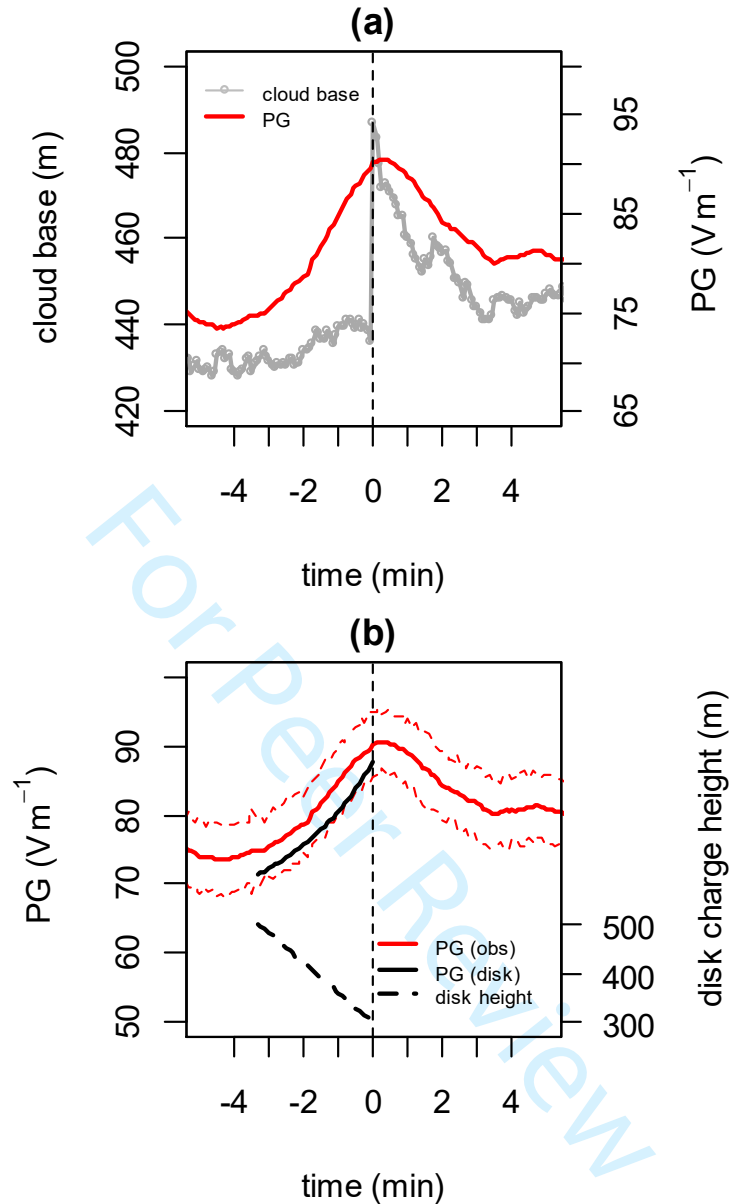 (a)
500
480
460
440
420
cloud base (m)
cloud base
PG
95
85
75
65
PG (V m⁻¹)
-4 -2 0 2 4
time (min)
(b)
90
80
70
60
50
PG (V m⁻¹)
PG (obs)
PG (disk)
disk height
500
400
300
disk charge height (m)
-4 -2 0 2 4
time (min)
For Peer Review